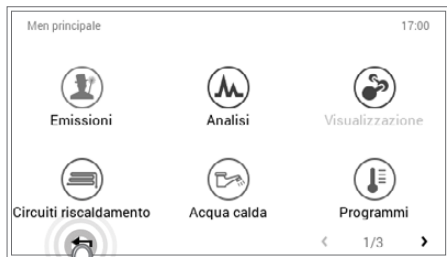 Men principale 17:00
Emissioni Analisi Visualizzazione
Circuiti riscaldamento Acqua calda Programmi
1/3